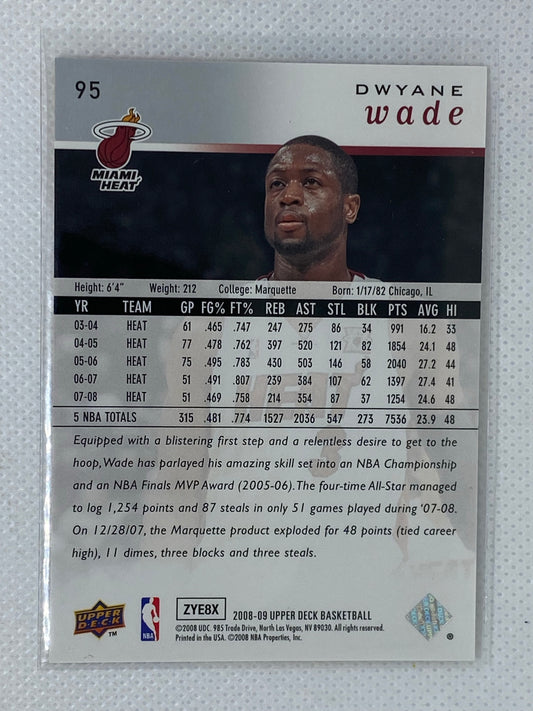 95
DWYANE
wade
MIAMI
HEAT
Height: 6'4" Weight: 212 College: Marquette Born: 1/17/82 Chicago, IL
YR TEAM GP FG% FT% REB AST STL BLK PTS AVG HI
03-04 HEAT 61 .465 .747 247 275 86 34 991 16.2 33
04-05 HEAT 77 .478 .762 397 520 121 82 1854 24.1 48
05-06 HEAT 75 .495 .783 430 503 146 58 2040 27.2 44
06-07 HEAT 51 .491 .807 239 384 107 62 1397 27.4 41
07-08 HEAT 51 .469 .758 214 354 87 37 1254 24.6 48
5 NBA TOTALS 315 .481 .774 1527 2036 547 273 7536 23.9 48
Equipped with a blistering first step and a relentless desire to get to the
hoop, Wade has parlayed his amazing skill set into an NBA Championship
and an NBA Finals MVP Award (2005-06). The four-time All-Star managed
to log 1,254 points and 87 steals in only 51 games played during '07-08.
On 12/28/07, the Marquette product exploded for 48 points (tied career
high), 11 dimes, three blocks and three steals.
UPPER
DECK
TM
NBA
ZYE8X
2008-09 UPPER DECK BASKETBALL
©2008 UDC. 985 Trade Drive, North Las Vegas, NV 89030. All rights reserved.
Printed in the USA. ©2008 NBA Properties, Inc.
®